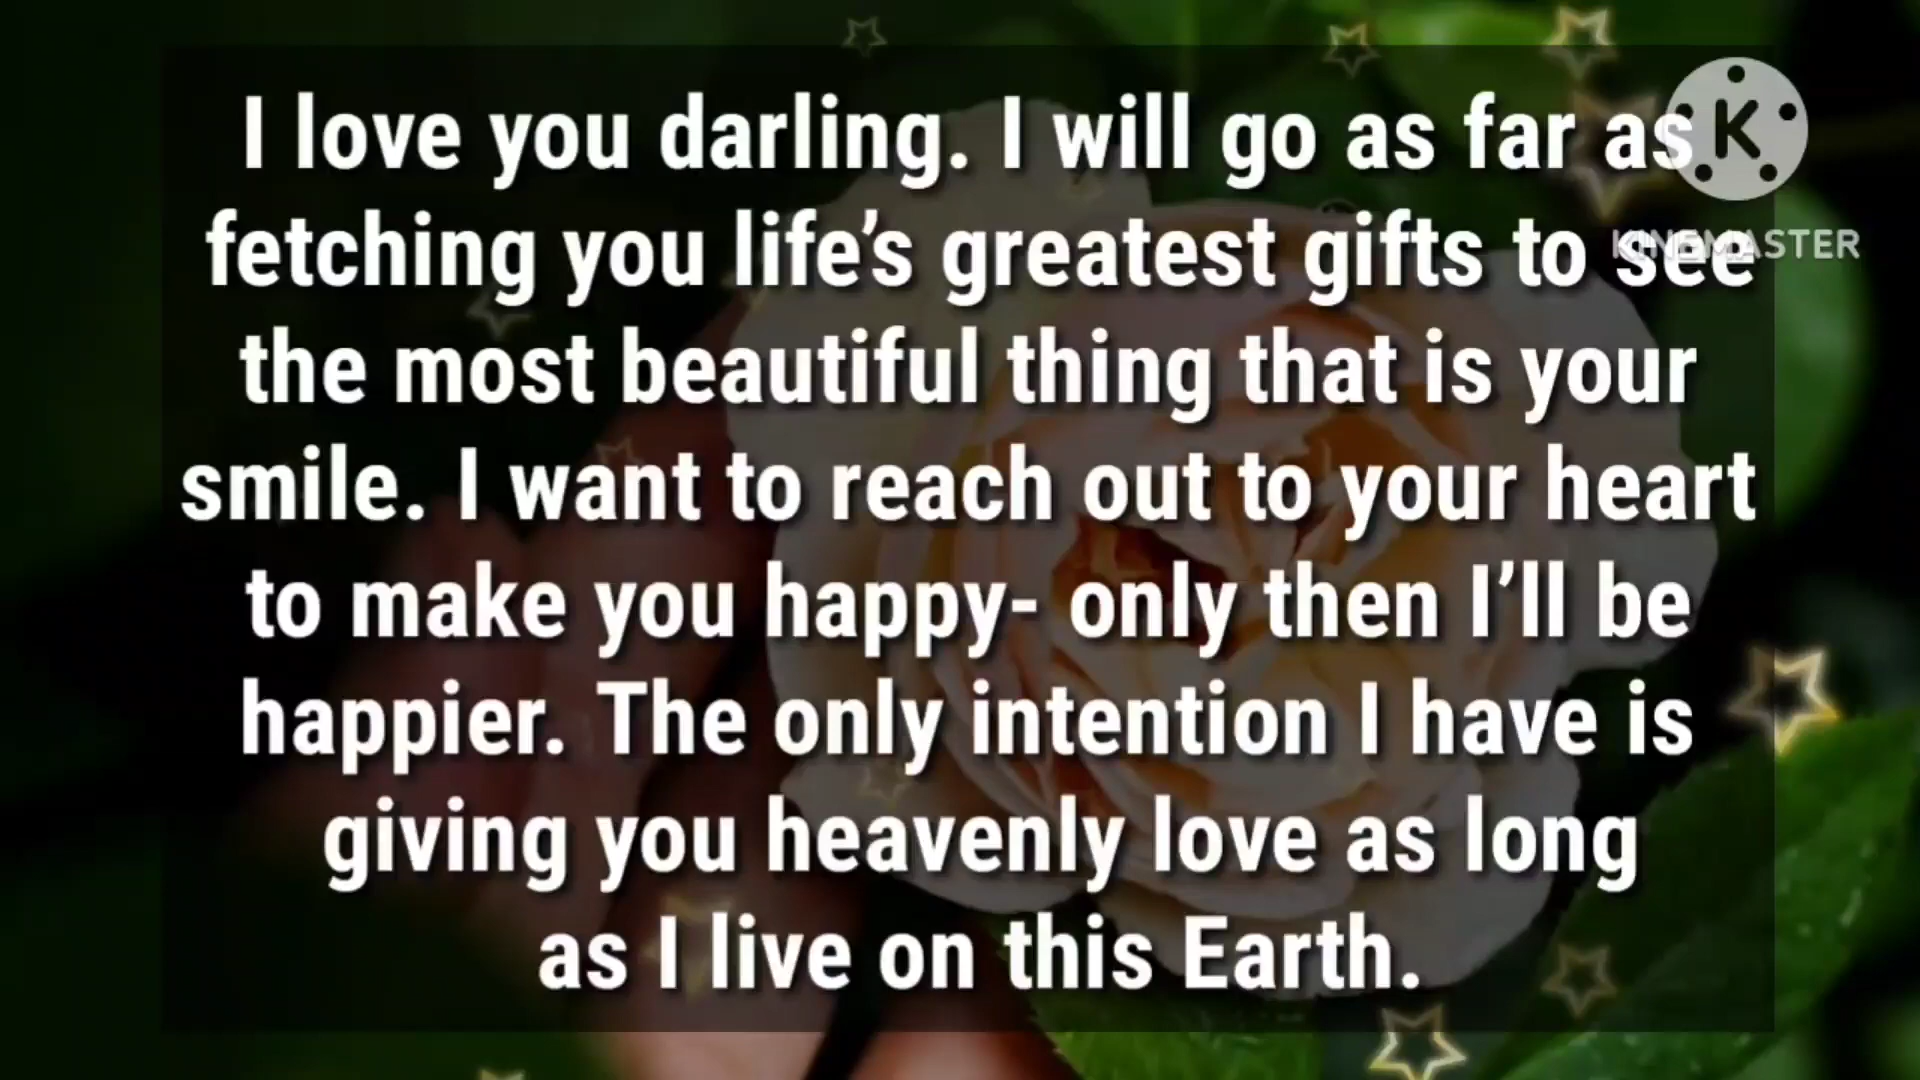 I love you darling. I will go as far as
fetching you life’s greatest gifts to see
the most beautiful thing that is your
smile. I want to reach out to your heart
to make you happy- only then I’ll be
happier. The only intention I have is
giving you heavenly love as long
as I live on this Earth.
K
KINEMASTER